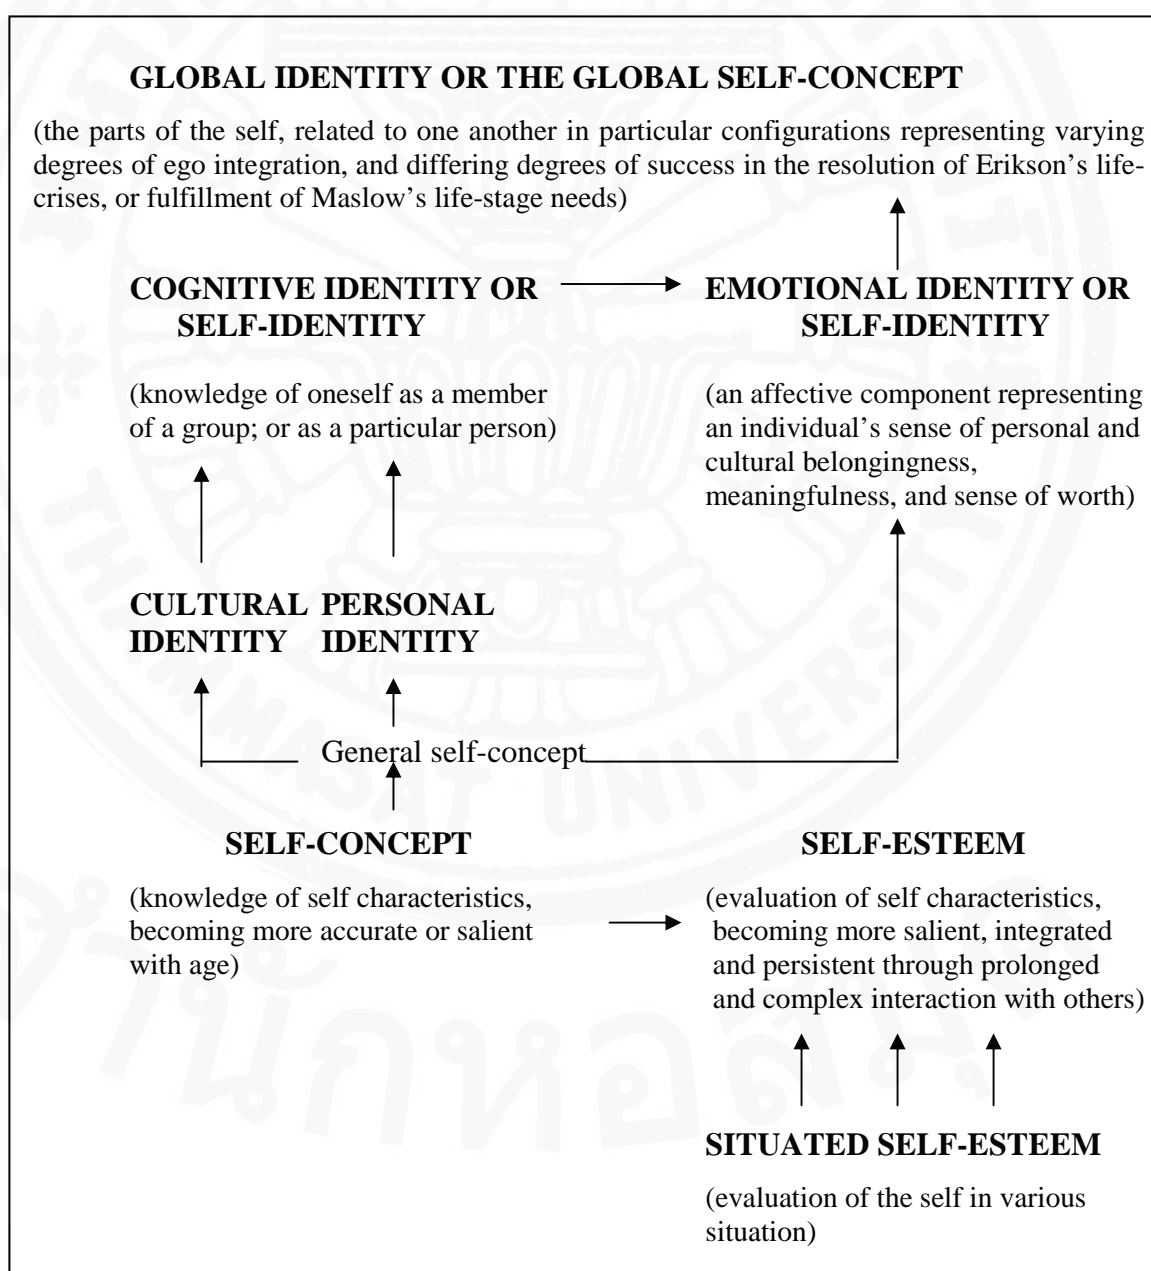 GLOBAL IDENTITY OR THE GLOBAL SELF-CONCEPT
(the parts of the self, related to one another in particular configurations representing varying
degrees of ego integration, and differing degrees of success in the resolution of Erikson's life-
crises, or fulfillment of Maslow's life-stage needs)
COGNITIVE IDENTITY OR
SELF-IDENTITY
(knowledge of oneself as a member
of a group; or as a particular person)
EMOTIONAL IDENTITY OR
SELF-IDENTITY
(an affective component representing
an individual's sense of personal and
cultural belongingness,
meaningfulness, and sense of worth)
CULTURAL
IDENTITY
PERSONAL
IDENTITY
General self-concept
SELF-CONCEPT
(knowledge of self characteristics,
becoming more accurate or salient
with age)
SELF-ESTEEM
(evaluation of self characteristics,
becoming more salient, integrated
and persistent through prolonged
and complex interaction with others)
SITUATED SELF-ESTEEM
(evaluation of the self in various
situation)
THAMMASAT UNIVERSITY